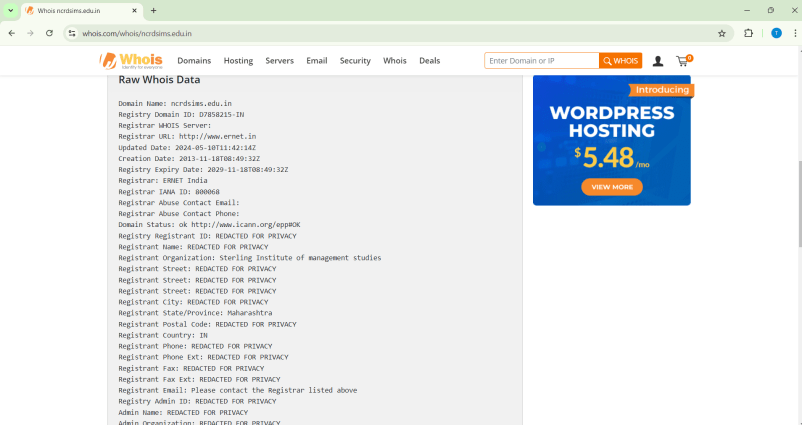 Whois ncrdsims.edu.in
whois.com/whois/ncrdsims.edu.in
T
Whois
Identity for everyone
Domains
Hosting
Servers
Email
Security
Whois
Deals
Enter Domain or IP
WHOIS
0
Raw Whois Data
Domain Name: ncrdsims.edu.in
Registry Domain ID: D7858215-IN
Registrar WHOIS Server:
Registrar URL: http://www.ernet.in
Updated Date: 2024-05-10T11:42:14Z
Creation Date: 2013-11-18T08:49:32Z
Registry Expiry Date: 2029-11-18T08:49:32Z
Registrar: ERNET India
Registrar IANA ID: 800068
Registrar Abuse Contact Email:
Registrar Abuse Contact Phone:
Domain Status: ok http://www.icann.org/epp#OK
Registry Registrant ID: REDACTED FOR PRIVACY
Registrant Name: REDACTED FOR PRIVACY
Registrant Organization: Sterling Institute of management studies
Registrant Street: REDACTED FOR PRIVACY
Registrant Street: REDACTED FOR PRIVACY
Registrant Street: REDACTED FOR PRIVACY
Registrant City: REDACTED FOR PRIVACY
Registrant State/Province: Maharashtra
Registrant Postal Code: REDACTED FOR PRIVACY
Registrant Country: IN
Registrant Phone: REDACTED FOR PRIVACY
Registrant Phone Ext: REDACTED FOR PRIVACY
Registrant Fax: REDACTED FOR PRIVACY
Registrant Fax Ext: REDACTED FOR PRIVACY
Registrant Email: Please contact the Registrar listed above
Registry Admin ID: REDACTED FOR PRIVACY
Admin Name: REDACTED FOR PRIVACY
Admin Organization: REDACTED FOR PRIVACY
Introducing
WORDPRESS
HOSTING
$5.48/mo
VIEW MORE